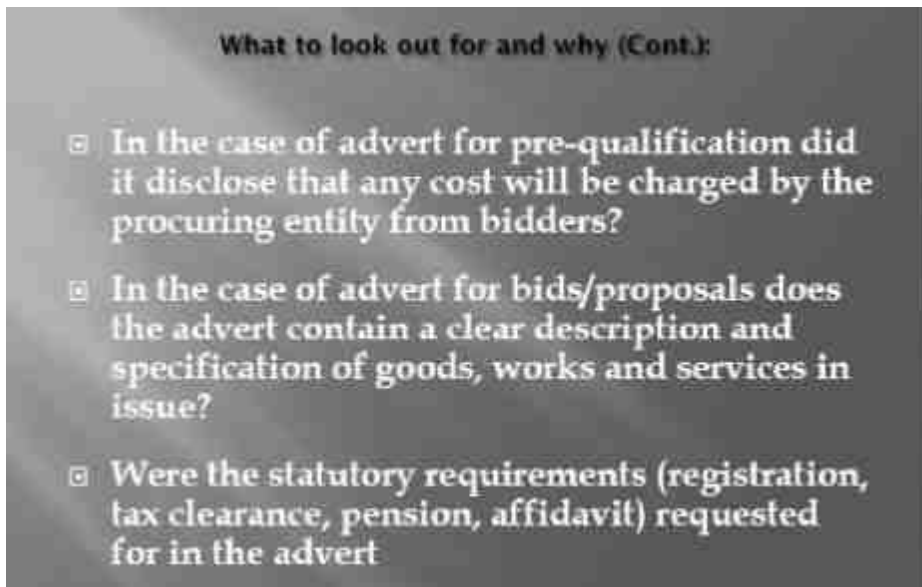 What to look out for and why (Cont.):
In the case of advert for pre-qualification did
it disclose that any cost will be charged by the
procuring entity from bidders?
In the case of advert for bids/proposals does
the advert contain a clear description and
specification of goods, works and services in
issue?
Were the statutory requirements (registration,
tax clearance, pension, affidavit) requested
for in the advert